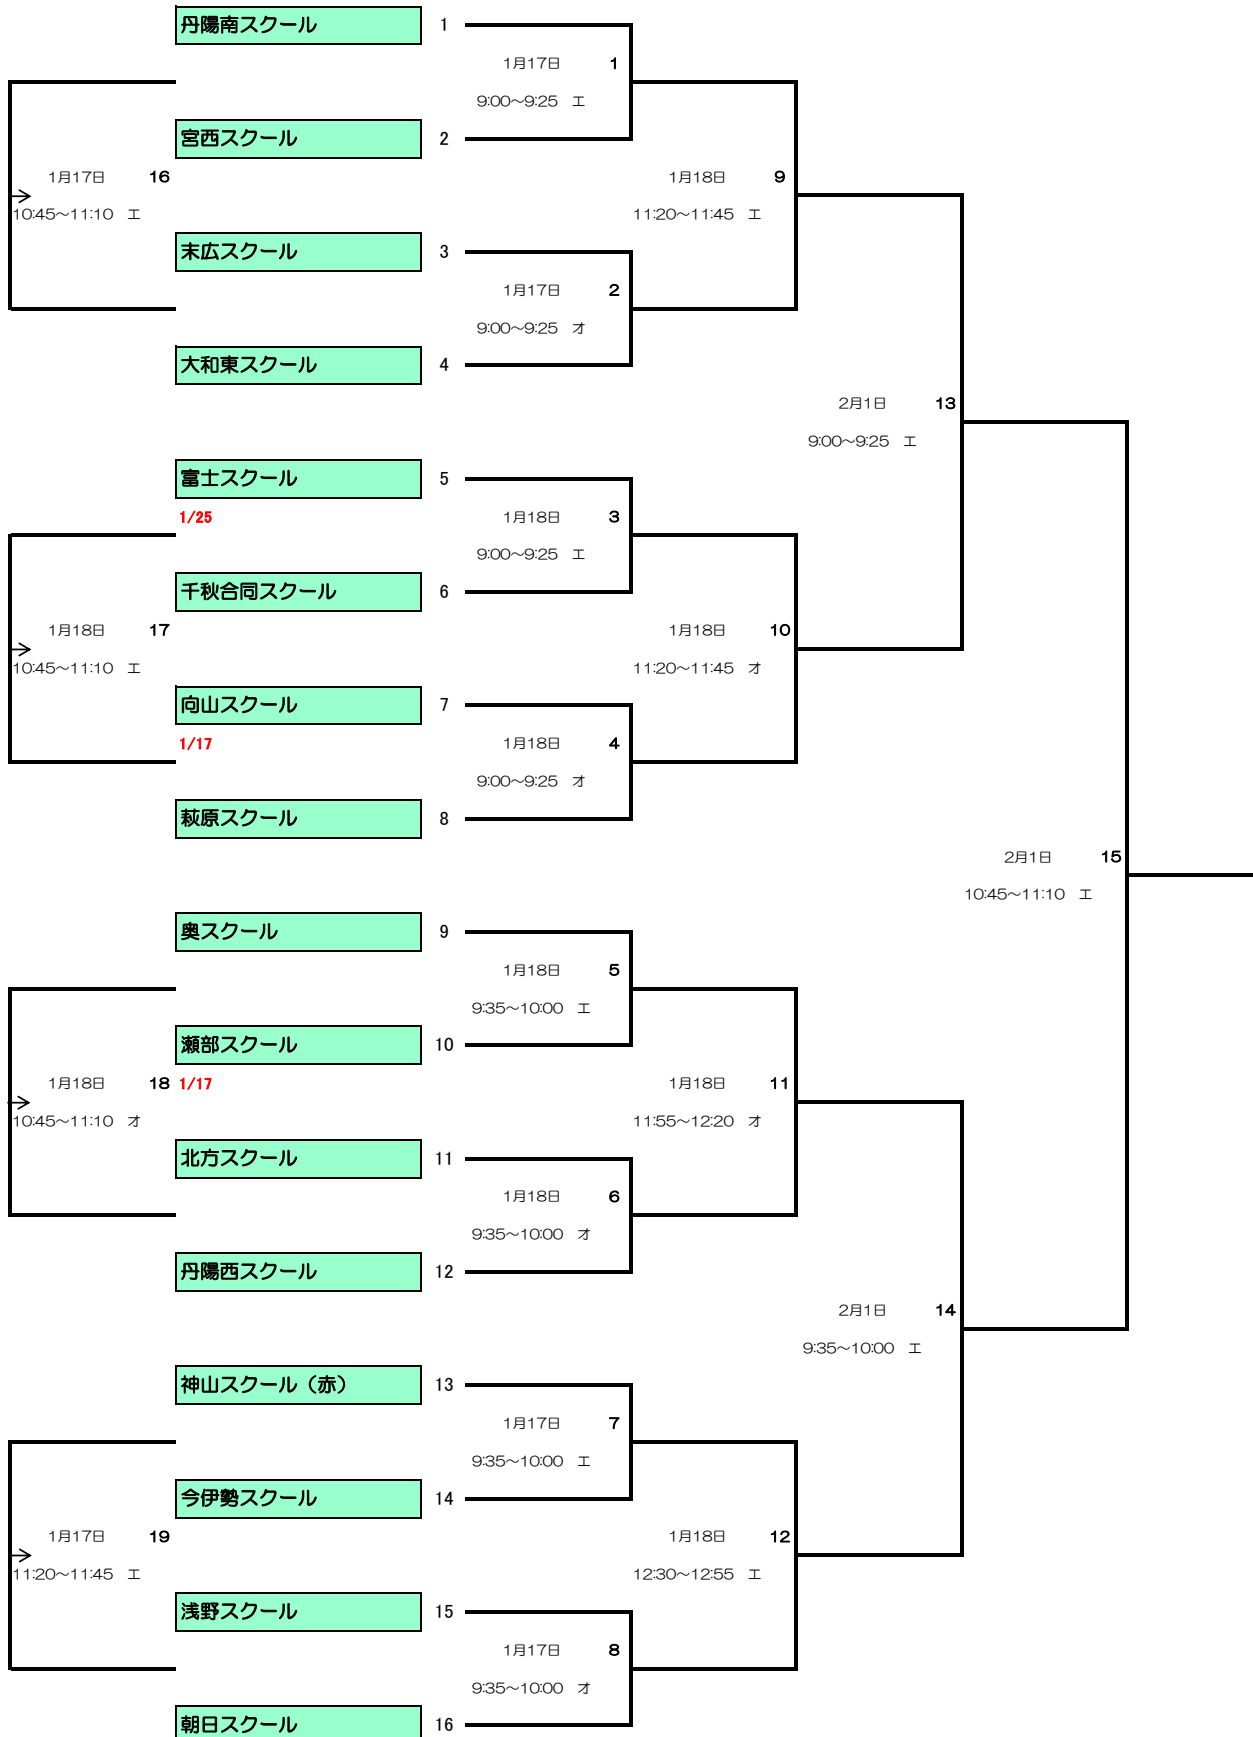 丹陽南スクール 1
1月17日 1
9:00～9:25 エ
宮西スクール 2
1月17日 16
1月18日 9
10:45～11:10 エ
11:20～11:45 エ
末広スクール 3
1月17日 2
9:00～9:25 オ
大和東スクール 4
2月1日 13
9:00～9:25 エ
富士スクール 5
1/25
1月18日 3
9:00～9:25 エ
千秋合同スクール 6
1月18日 17
1月18日 10
10:45～11:10 エ
11:20～11:45 オ
向山スクール 7
1/17
1月18日 4
9:00～9:25 オ
萩原スクール 8
2月1日 15
10:45～11:10 エ
奥スクール 9
1月18日 5
9:35～10:00 エ
瀬部スクール 10
1月18日 18
1/17
1月18日 11
10:45～11:10 オ
11:55～12:20 オ
北方スクール 11
1月18日 6
9:35～10:00 オ
丹陽西スクール 12
2月1日 14
9:35～10:00 エ
神山スクール（赤） 13
1月17日 7
9:35～10:00 エ
今伊勢スクール 14
1月17日 19
1月18日 12
11:20～11:45 エ
12:30～12:55 エ
浅野スクール 15
1月17日 8
9:35～10:00 オ
朝日スクール 16